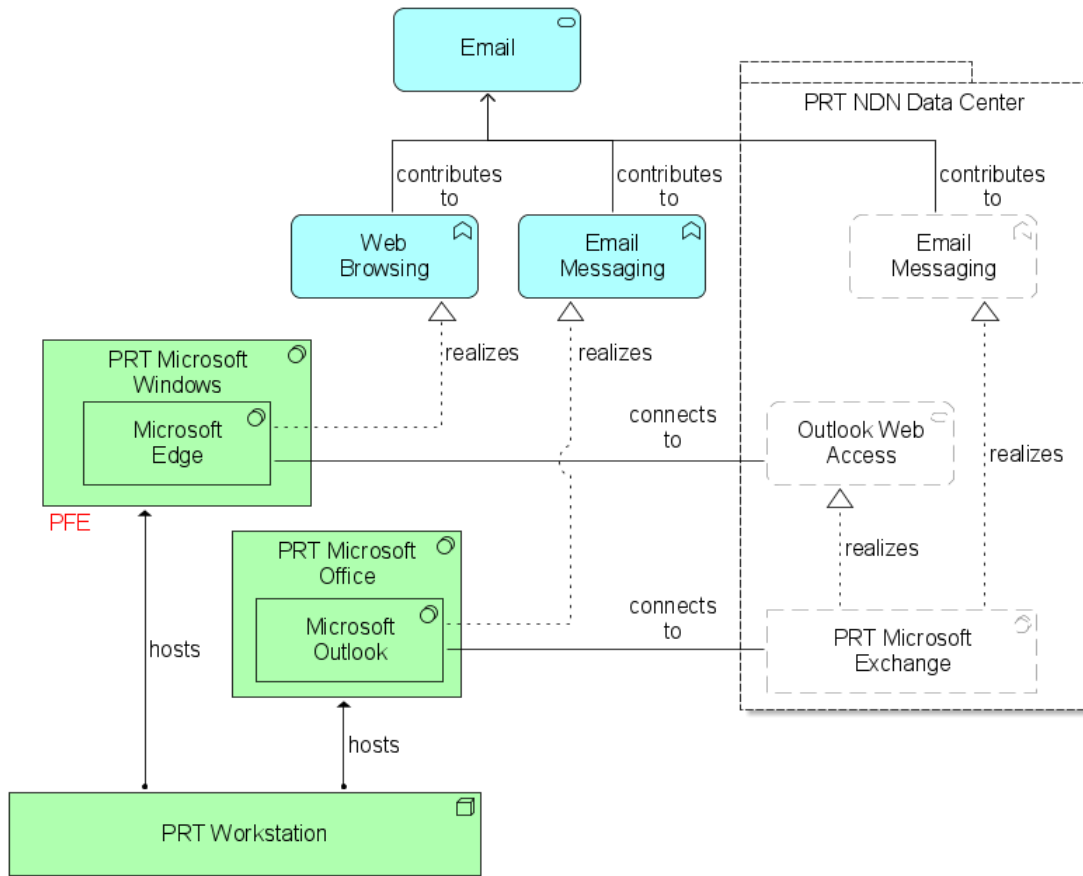 Email
PRT NDN Data Center
contributes
to
contributes
to
contributes
to
Web
Browsing
Email
Messaging
Email
Messaging
realizes
realizes
PRT Microsoft
Windows
Microsoft
Edge
connects
to
Outlook Web
Access
realizes
PFE
PRT Microsoft
Office
realizes
Microsoft
Outlook
connects
to
PRT Microsoft
Exchange
hosts
hosts
PRT Workstation